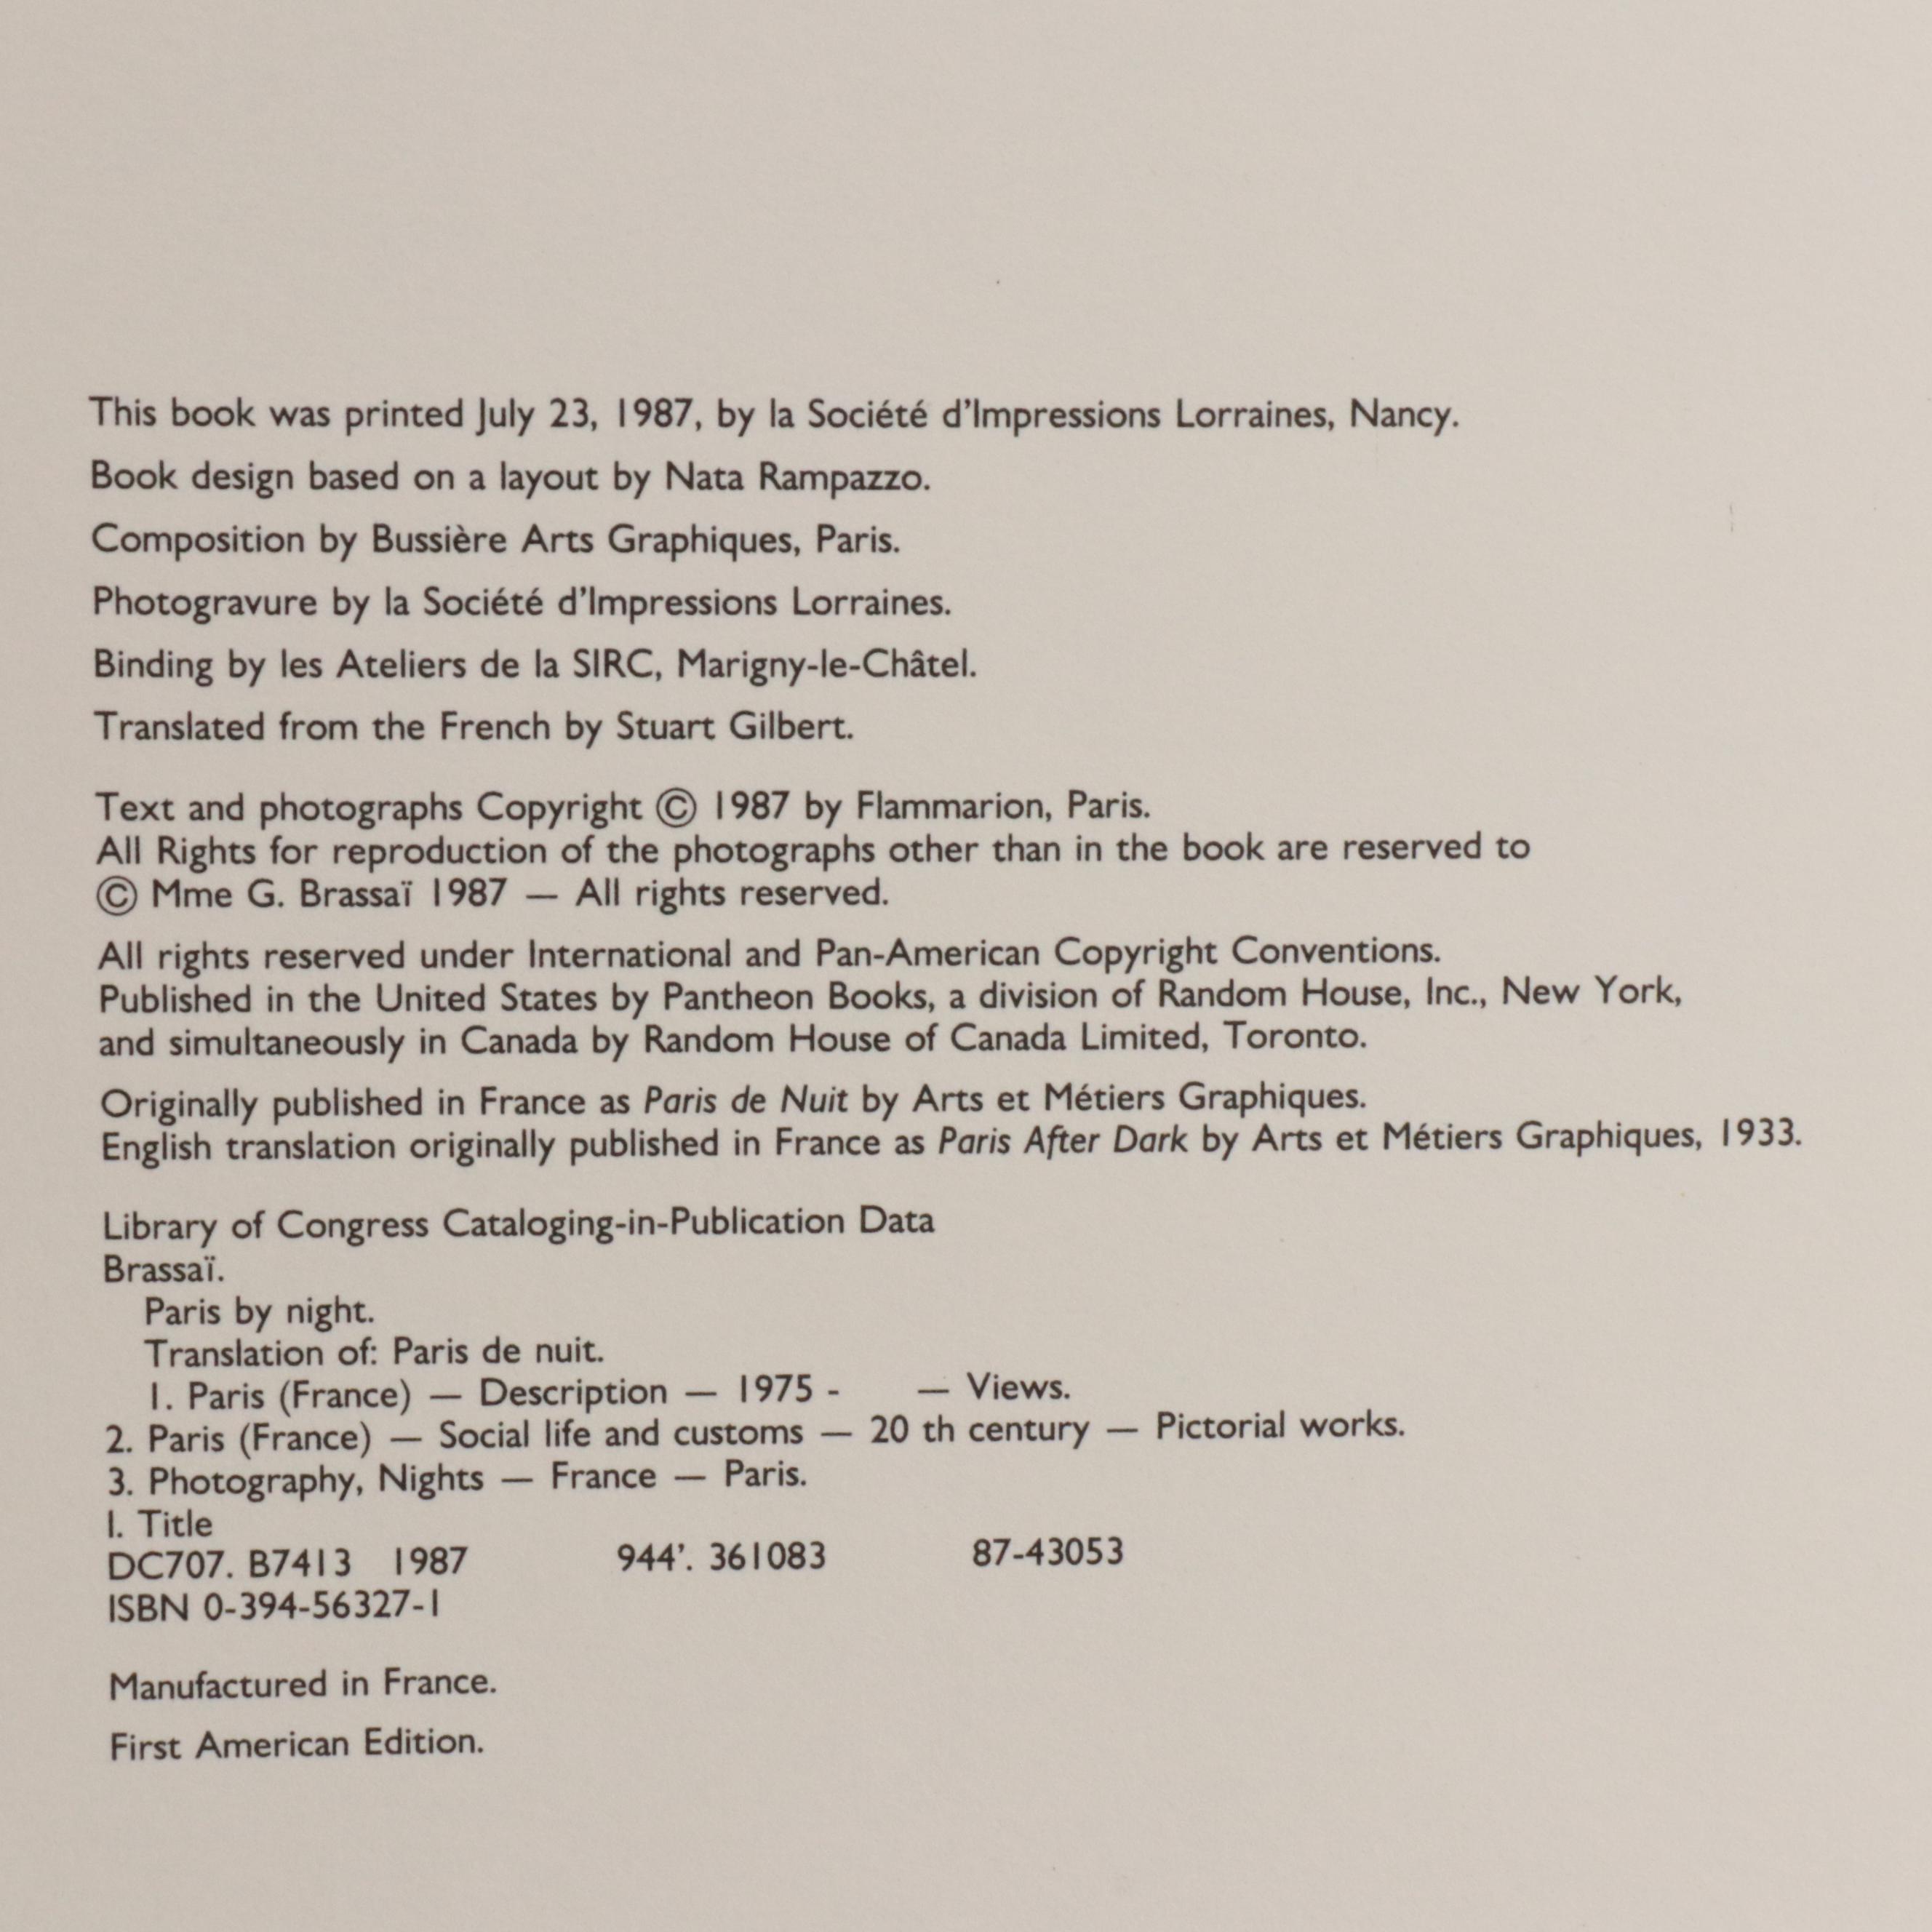 This book was printed July 23, 1987, by la Société d'Impressions Lorraines, Nancy.
Book design based on a layout by Nata Rampazzo.
Composition by Bussière Arts Graphiques, Paris.
Photogravure by la Société d'Impressions Lorraines.
Binding by les Ateliers de la SIRC, Marigny-le-Châtel.
Translated from the French by Stuart Gilbert.
Text and photographs Copyright © 1987 by Flammarion, Paris.
All Rights for reproduction of the photographs other than in the book are reserved to
© Mme G. Brassaï 1987 — All rights reserved.
All rights reserved under International and Pan-American Copyright Conventions.
Published in the United States by Pantheon Books, a division of Random House, Inc., New York,
and simultaneously in Canada by Random House of Canada Limited, Toronto.
Originally published in France as Paris de Nuit by Arts et Métiers Graphiques.
English translation originally published in France as Paris After Dark by Arts et Métiers Graphiques, 1933.
Library of Congress Cataloging-in-Publication Data
Brassaï.
Paris by night.
Translation of: Paris de nuit.
1. Paris (France) — Description — 1975 - — Views.
2. Paris (France) — Social life and customs — 20 th century — Pictorial works.
3. Photography, Nights — France — Paris.
I. Title
DC707. B7413 1987 944'. 361083 87-43053
ISBN 0-394-56327-1
Manufactured in France.
First American Edition.